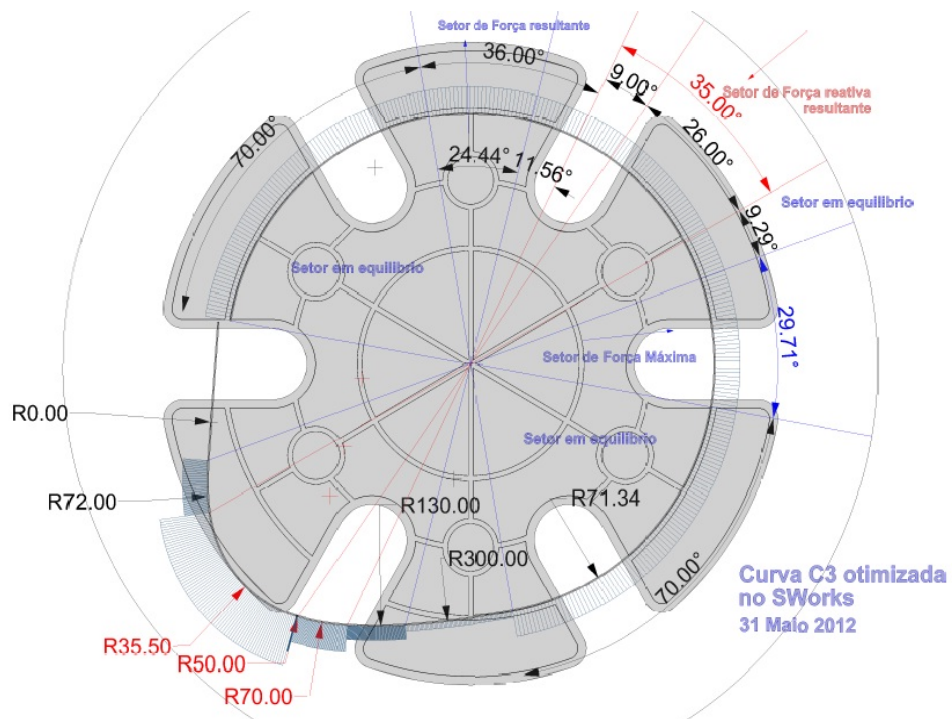 Setor de Força resultante
36.00°
9.00°
35.00°
Setor de Força reativa
resultante
70.00°
26.00°
24.44°
11.56°
Setor em equilibrio
9.29°
Setor em equilibrio
29.71°
Setor de Força Máxima
R0.00
Setor em equilibrio
R72.00
R130.00
R71.34
R300.00
70.00°
Curva C3 otimizada
no SWorks
31 Maio 2012
R35.50
R50.00
R70.00